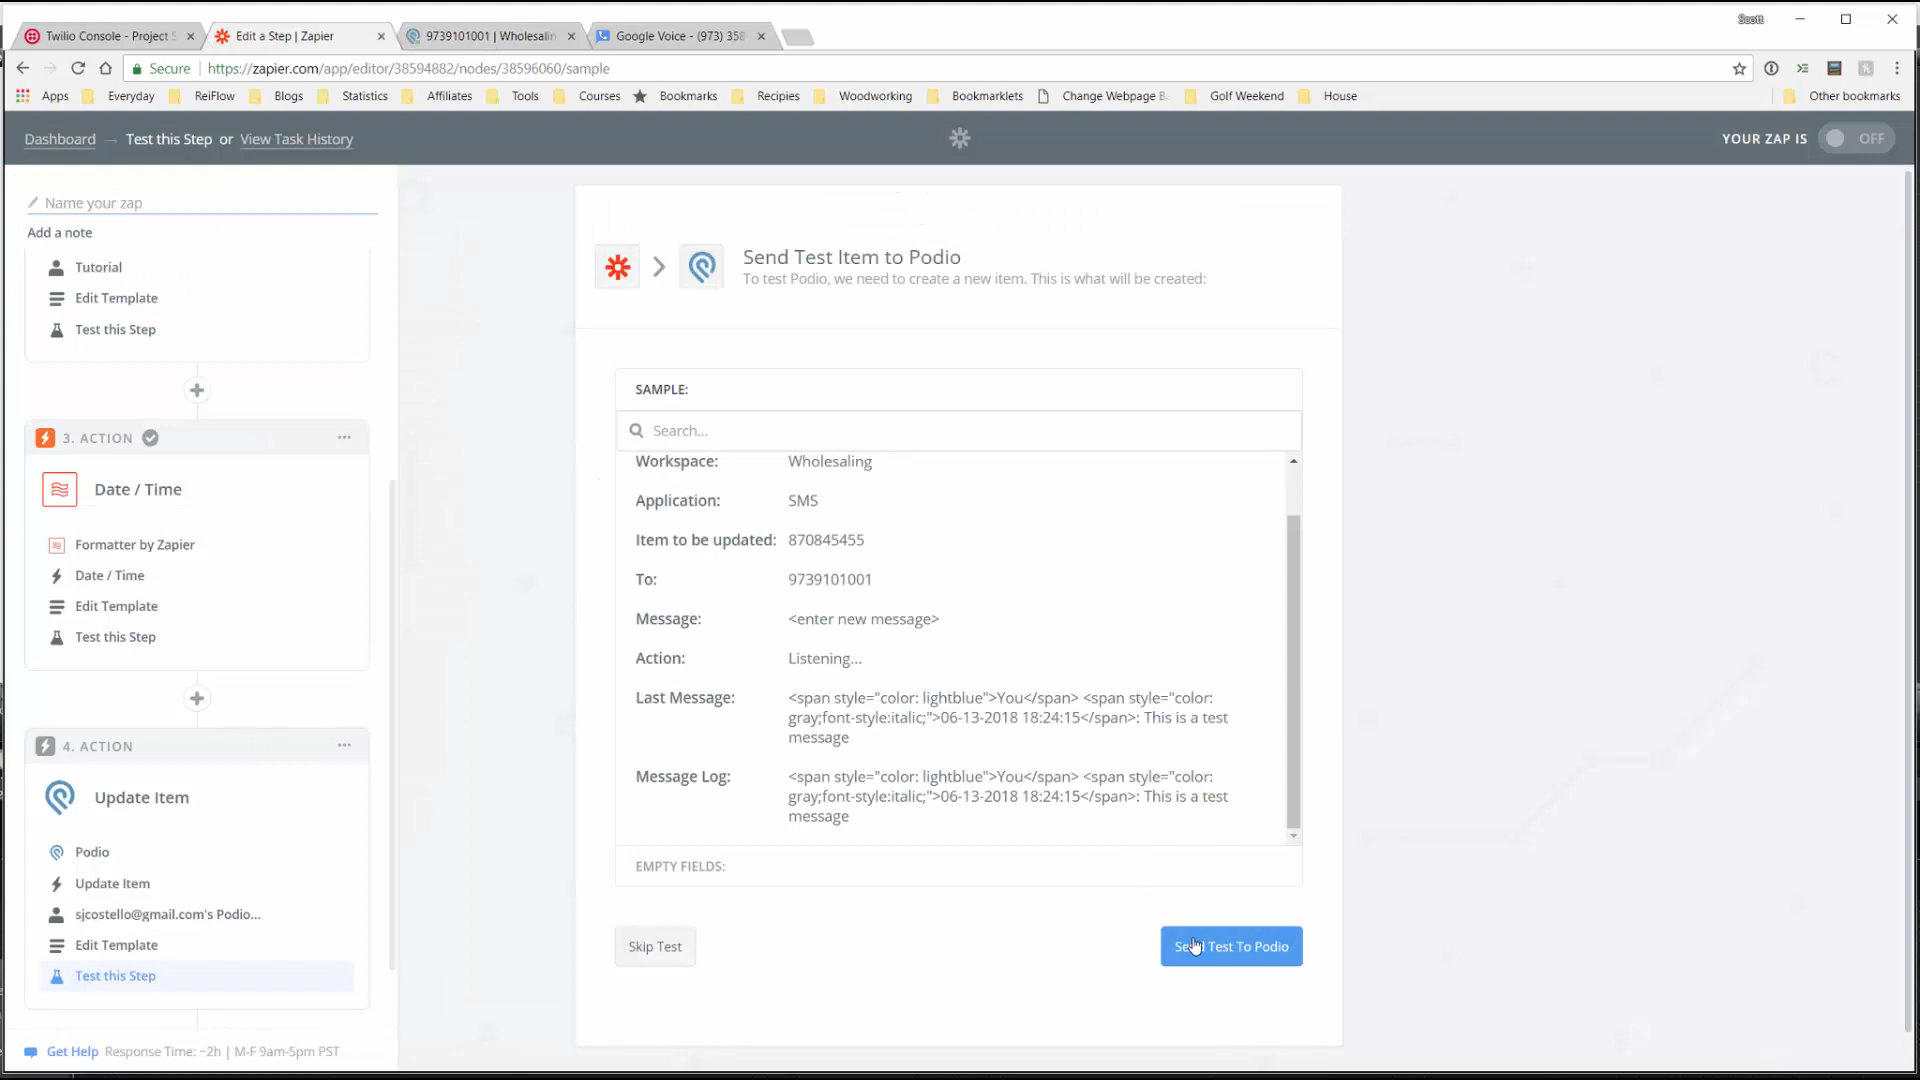 Scott
Twilio Console - Project S
Edit a Step | Zapier
9739101001 | Wholesalin
Google Voice - (973) 358
Secure
https://zapier.com/app/editor/38594882/nodes/38596060/sample
Apps
Everyday
ReiFlow
Blogs
Statistics
Affiliates
Tools
Courses
Bookmarks
Recipies
Woodworking
Bookmarklets
Change Webpage B
Golf Weekend
House
Other bookmarks
Dashboard → Test this Step or View Task History
YOUR ZAP IS OFF
Name your zap
Add a note
Tutorial
Edit Template
Test this Step
3. ACTION
Date / Time
Formatter by Zapier
Date / Time
Edit Template
Test this Step
4. ACTION
Update Item
Podio
Update Item
sjcostello@gmail.com's Podio...
Edit Template
Test this Step
Get Help Response Time: ~2h | M-F 9am-5pm PST
Send Test Item to Podio
To test Podio, we need to create a new item. This is what will be created:
SAMPLE:
Search...
Workspace: Wholesaling
Application: SMS
Item to be updated: 870845455
To: 9739101001
Message: <enter new message>
Action: Listening...
Last Message: <span style="color: lightblue">You</span> <span style="color:
gray;font-style:italic;">06-13-2018 18:24:15</span>: This is a test
message
Message Log: <span style="color: lightblue">You</span> <span style="color:
gray;font-style:italic;">06-13-2018 18:24:15</span>: This is a test
message
EMPTY FIELDS:
Skip Test
Send Test To Podio